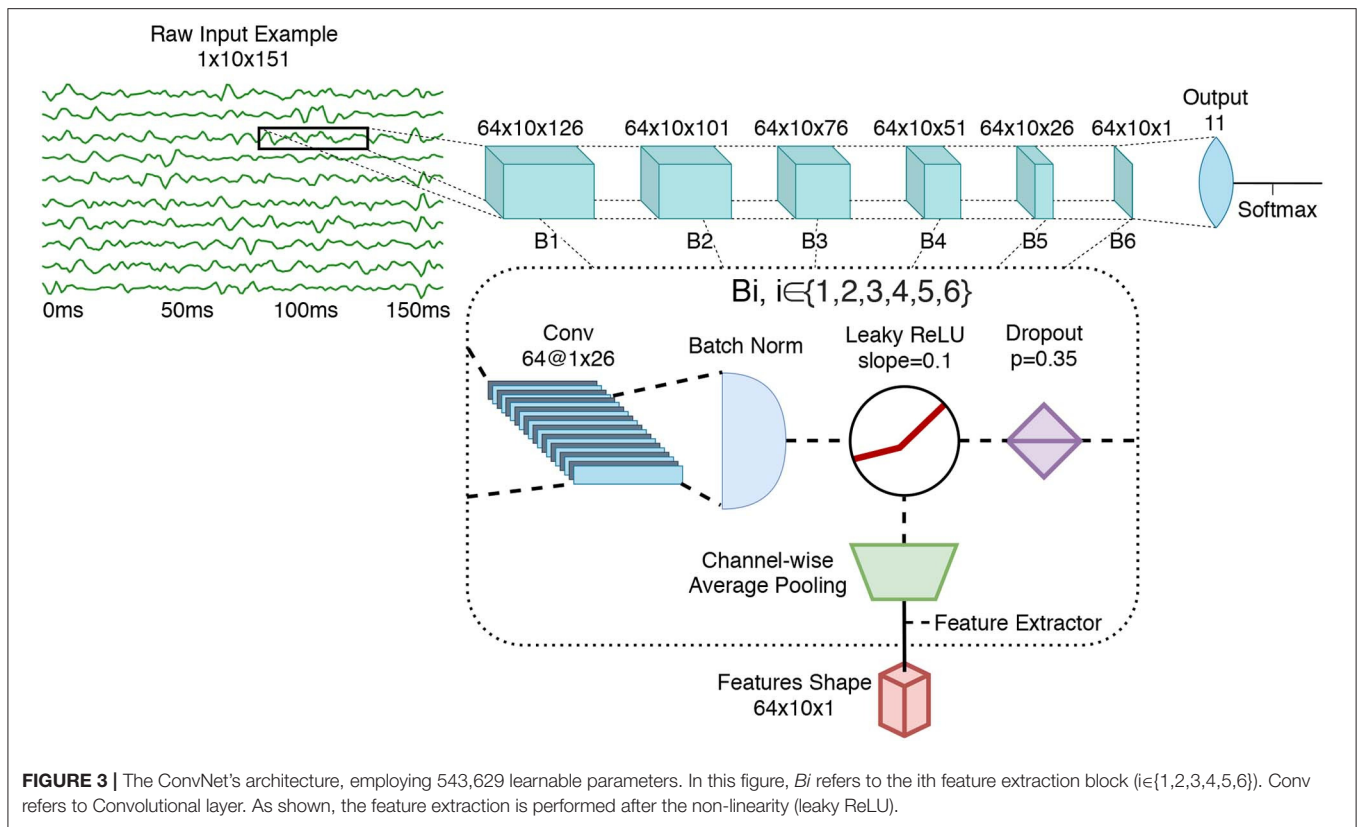 Raw Input Example
1x10x151
0ms 50ms 100ms 150ms
64x10x126 64x10x101 64x10x76 64x10x51 64x10x26 64x10x1
Output
11
Softmax
B1 B2 B3 B4 B5 B6
Bi, i∈{1,2,3,4,5,6}
Conv
64@1x26
Batch Norm
Leaky ReLU
slope=0.1
Dropout
p=0.35
Channel-wise
Average Pooling
Feature Extractor
Features Shape
64x10x1
FIGURE 3 | The ConvNet's architecture, employing 543,629 learnable parameters. In this figure, Bi refers to the ith feature extraction block (i∈{1,2,3,4,5,6}). Conv
refers to Convolutional layer. As shown, the feature extraction is performed after the non-linearity (leaky ReLU).